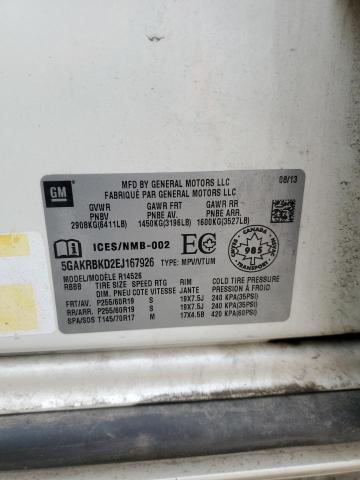 GM
MFD BY GENERAL MOTORS LLC
FABRIQUÉ PAR GENERAL MOTORS LLC
08/13
GVWR GAWR FRT GAWR RR
PNBV PNBE AV. PNBE ARR.
2908KG(6411LB) 1450KG(3196LB) 1600KG(3527LB)
ICES/NMB-002 EC
CANADA
985
5GAKRBKD2EJ167926 TYPE: MPV/VTUM
MODEL/MODÈLE R14526
RBBB TIRE SIZE SPEED RTG RIM COLD TIRE PRESSURE
DIM. PNEU COTE VITESSE JANTE PRESSION À FROID
FRT/AV. P255/60R19 S 19X7.5J 240 KPA(35PSI)
RR/ARR. P255/60R19 S 19X7.5J 240 KPA(35PSI)
SPA/SOS T145/70R17 M 17X4.5B 420 KPA(60PSI)